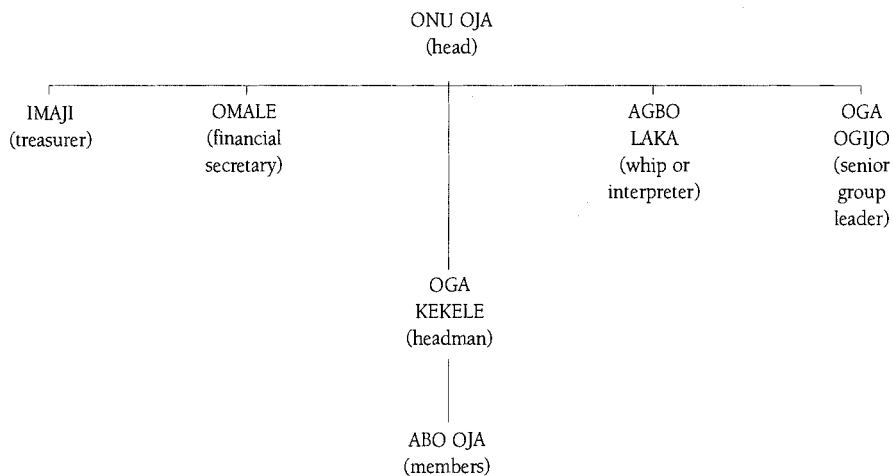 ONU OJA
(head)
IMAJI
(treasurer)
OMALE
(financial
secretary)
AGBO
LAKA
(whip or
interpreter)
OGA
OGIJO
(senior
group
leader)
OGA
KEKELE
(headman)
ABO OJA
(members)